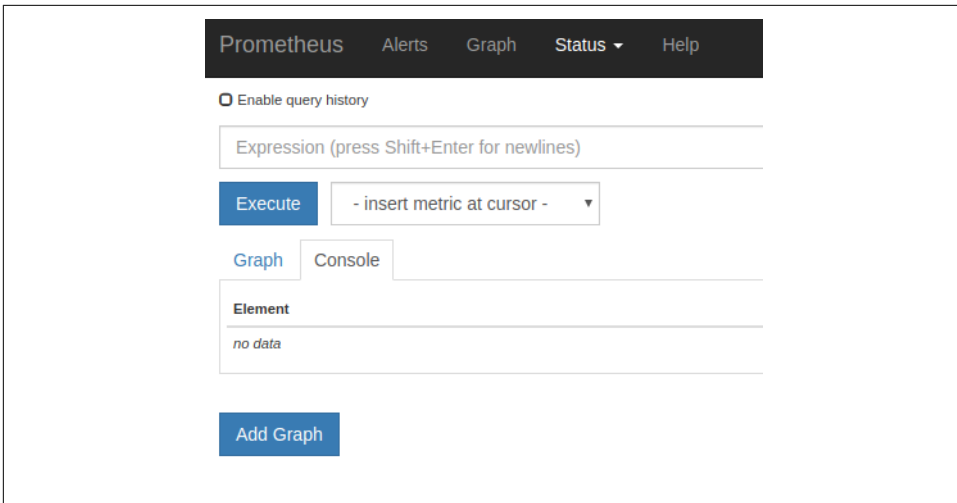 Prometheus Alerts Graph Status Help
Enable query history
Expression (press Shift+Enter for newlines)
Execute - insert metric at cursor -
Graph Console
Element
no data
Add Graph